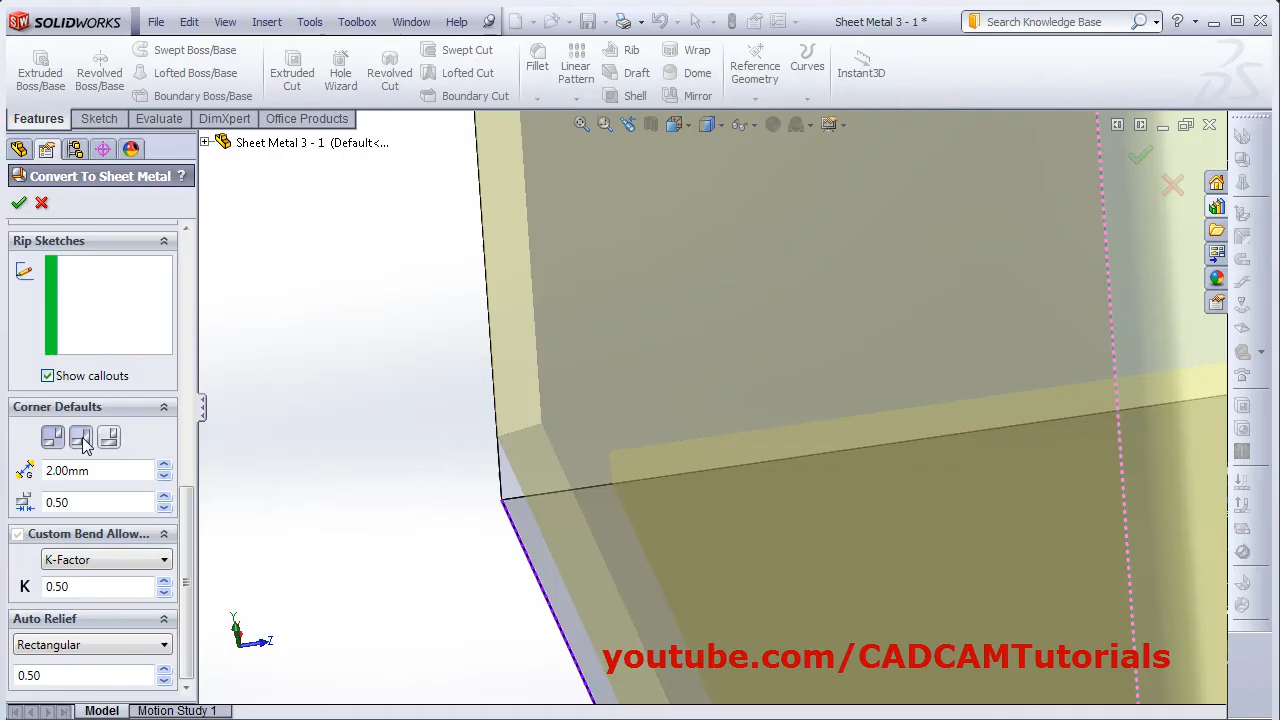 SOLIDWORKS File Edit View Insert Tools Toolbox Window Help Sheet Metal 3 - 1 * Search Knowledge Base ?
Extruded Boss/Base
Revolved Boss/Base
Swept Boss/Base
Lofted Boss/Base
Boundary Boss/Base
Extruded Cut
Hole Wizard
Revolved Cut
Swept Cut
Lofted Cut
Boundary Cut
Fillet
Linear Pattern
Rib
Draft
Shell
Wrap
Dome
Mirror
Reference Geometry
Curves
Instant3D
Features Sketch Evaluate DimXpert Office Products
Sheet Metal 3 - 1 (Default<...
Convert To Sheet Metal ?
Rip Sketches
Show callouts
Corner Defaults
G 2.00mm
0.50
Custom Bend Allow...
K-Factor
K 0.50
Auto Relief
Rectangular
0.50
Y
Z
youtube.com/CADCAMTutorials
Model Motion Study 1